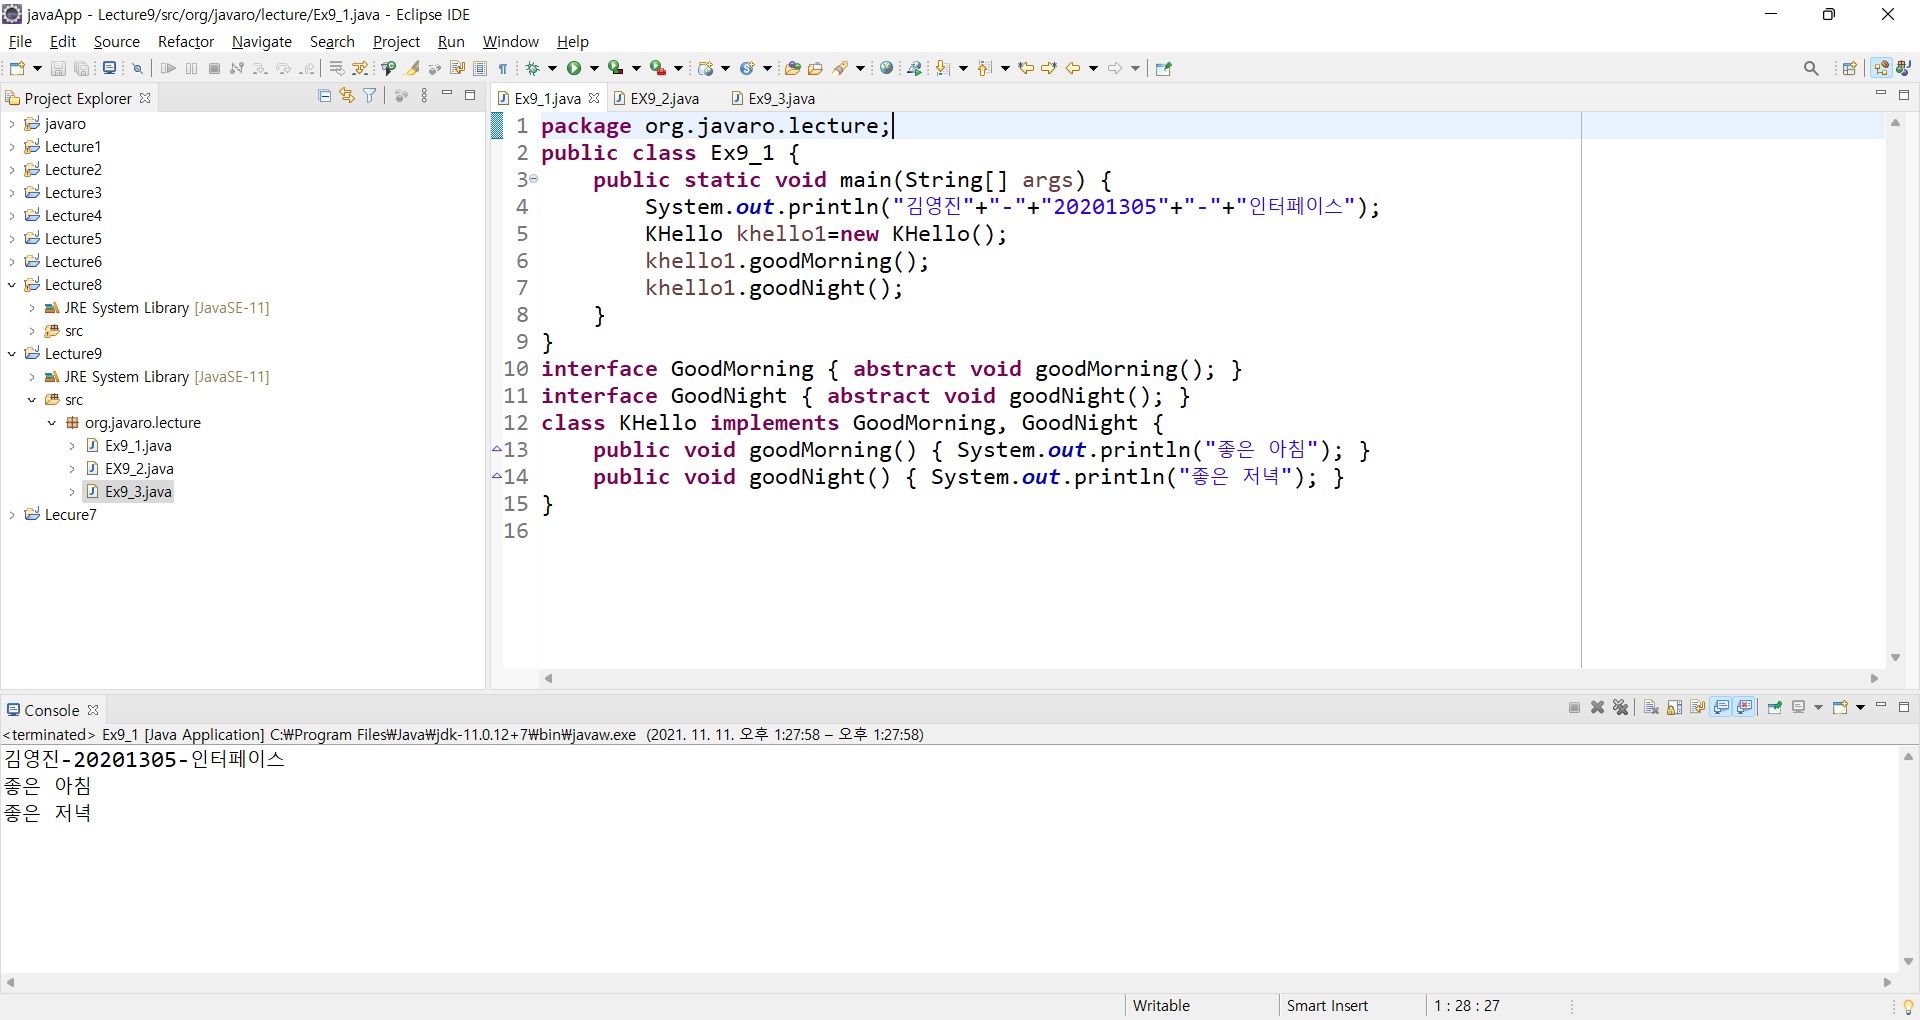 javaApp - Lecture9/src/org/javaro/lecture/Ex9_1.java - Eclipse IDE
File Edit Source Refactor Navigate Search Project Run Window Help
Project Explorer
javaro
Lecture1
Lecture2
Lecture3
Lecture4
Lecture5
Lecture6
Lecture8
JRE System Library [JavaSE-11]
src
Lecture9
JRE System Library [JavaSE-11]
src
org.javaro.lecture
Ex9_1.java
EX9_2.java
Ex9_3.java
Lecure7
Ex9_1.java EX9_2.java Ex9_3.java
1 package org.javaro.lecture;
2 public class Ex9_1 {
3 public static void main(String[] args) {
4 System.out.println("김영진"+"-"+"20201305"+"-"+"인터페이스");
5 KHello khello1=new KHello();
6 khello1.goodMorning();
7 khello1.goodNight();
8 }
9 }
10 interface GoodMorning { abstract void goodMorning(); }
11 interface GoodNight { abstract void goodNight(); }
12 class KHello implements GoodMorning, GoodNight {
13 public void goodMorning() { System.out.println("좋은 아침"); }
14 public void goodNight() { System.out.println("좋은 저녁"); }
15 }
16
Console
<terminated> Ex9_1 [Java Application] C:₩Program Files₩Java₩jdk-11.0.12+7₩bin₩javaw.exe (2021. 11. 11. 오후 1:27:58 – 오후 1:27:58)
김영진-20201305-인터페이스
좋은 아침
좋은 저녁
Writable Smart Insert 1 : 28 : 27